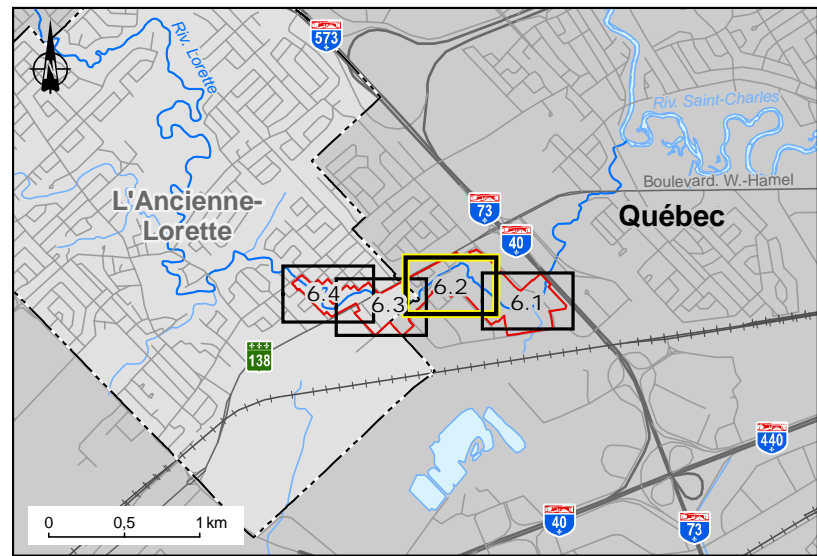 573
N
Riv. Lorette
Riv. Saint-Charles
Boulevard. W.-Hamel
L'Ancienne-
Lorette
73
Québec
40
6.4
6.3
6.2
6.1
138
440
0 0,5 1 km
40
73